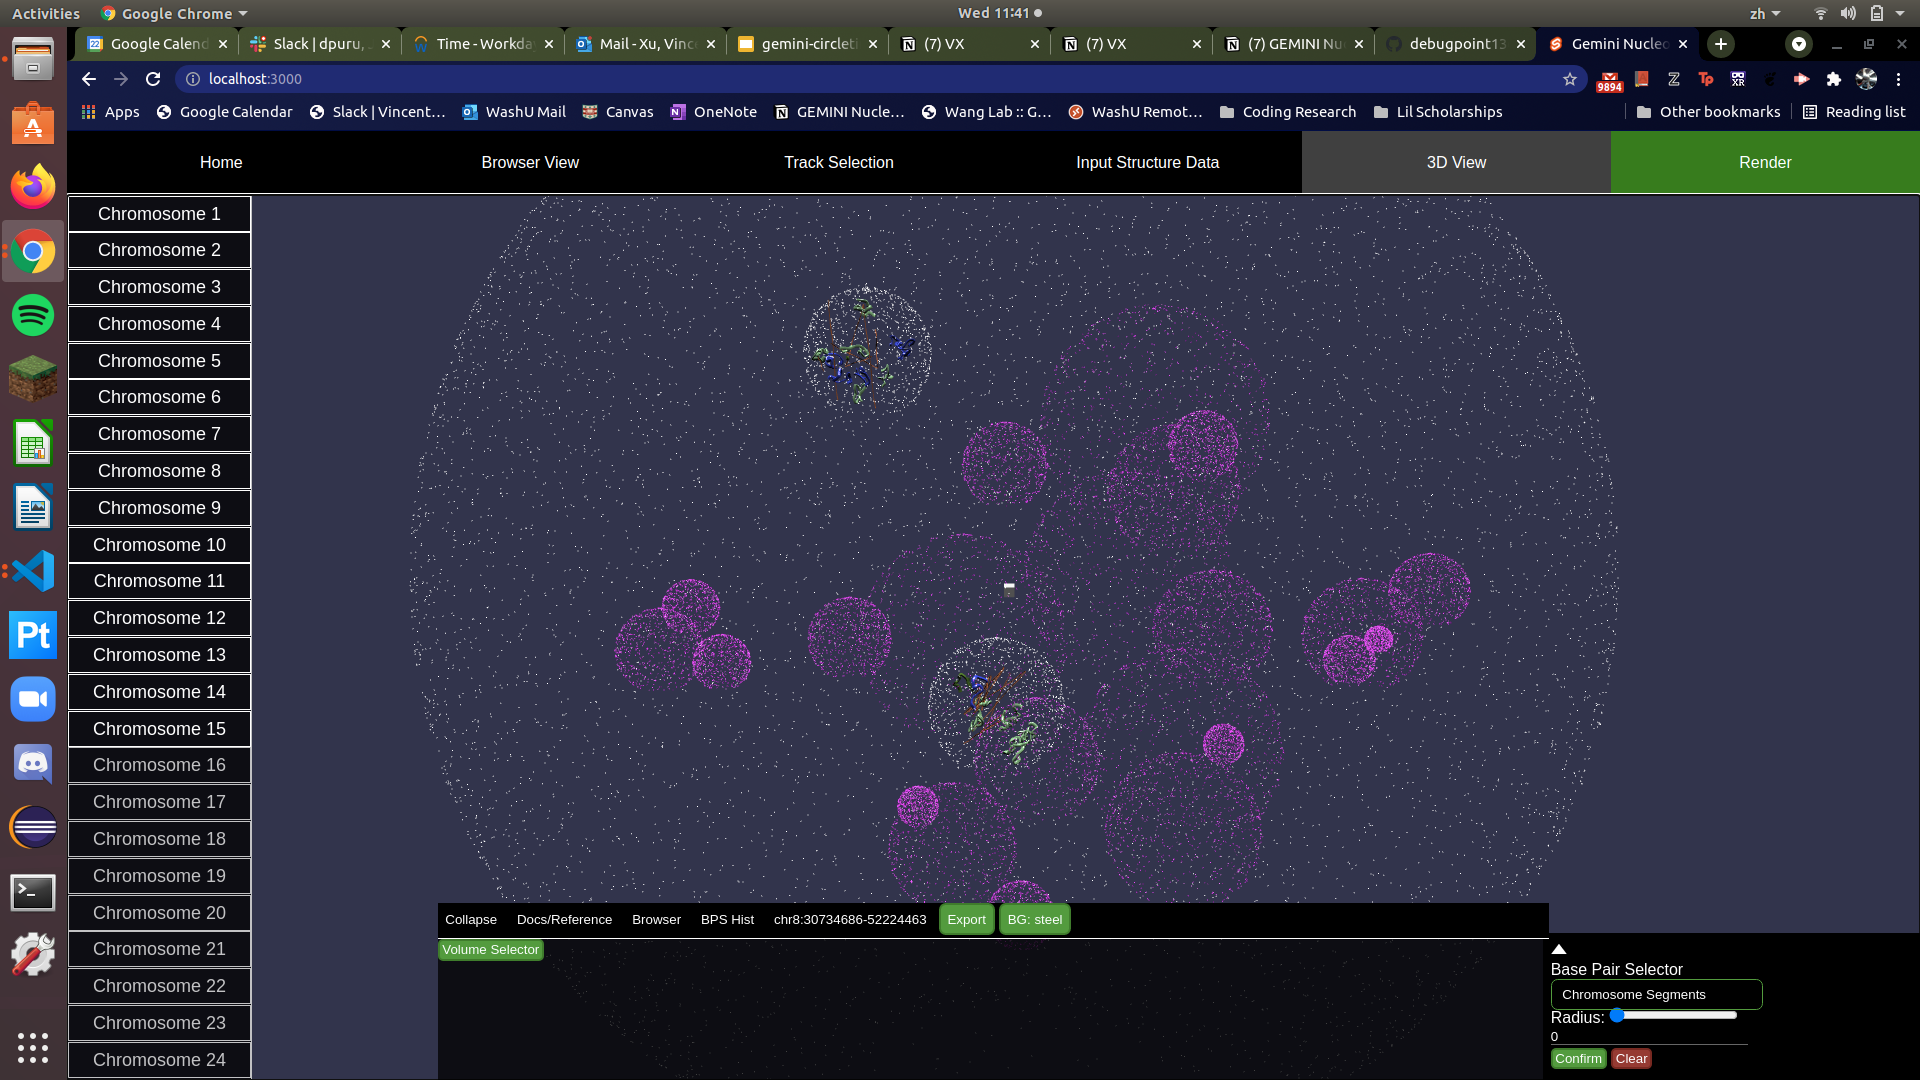 Activities Google Chrome Wed 11:41 zh
Google Calend Slack | dpuru, Time - Workda Mail - Xu, Vince gemini-circleti (7) VX (7) VX (7) GEMINI Nu debugpoint13 Gemini Nucleo
localhost:3000
9894
Apps Google Calendar Slack | Vincent… WashU Mail Canvas OneNote GEMINI Nucle… Wang Lab :: G… WashU Remot… Coding Research Lil Scholarships Other bookmarks Reading list
Home Browser View Track Selection Input Structure Data 3D View Render
Chromosome 1
Chromosome 2
Chromosome 3
Chromosome 4
Chromosome 5
Chromosome 6
Chromosome 7
Chromosome 8
Chromosome 9
Chromosome 10
Chromosome 11
Chromosome 12
Chromosome 13
Chromosome 14
Chromosome 15
Chromosome 16
Chromosome 17
Chromosome 18
Chromosome 19
Chromosome 20
Chromosome 21
Chromosome 22
Chromosome 23
Chromosome 24
Collapse Docs/Reference Browser BPS Hist chr8:30734686-52224463 Export BG: steel
Volume Selector
Base Pair Selector
Chromosome Segments
Radius:
0
Confirm Clear
Pt